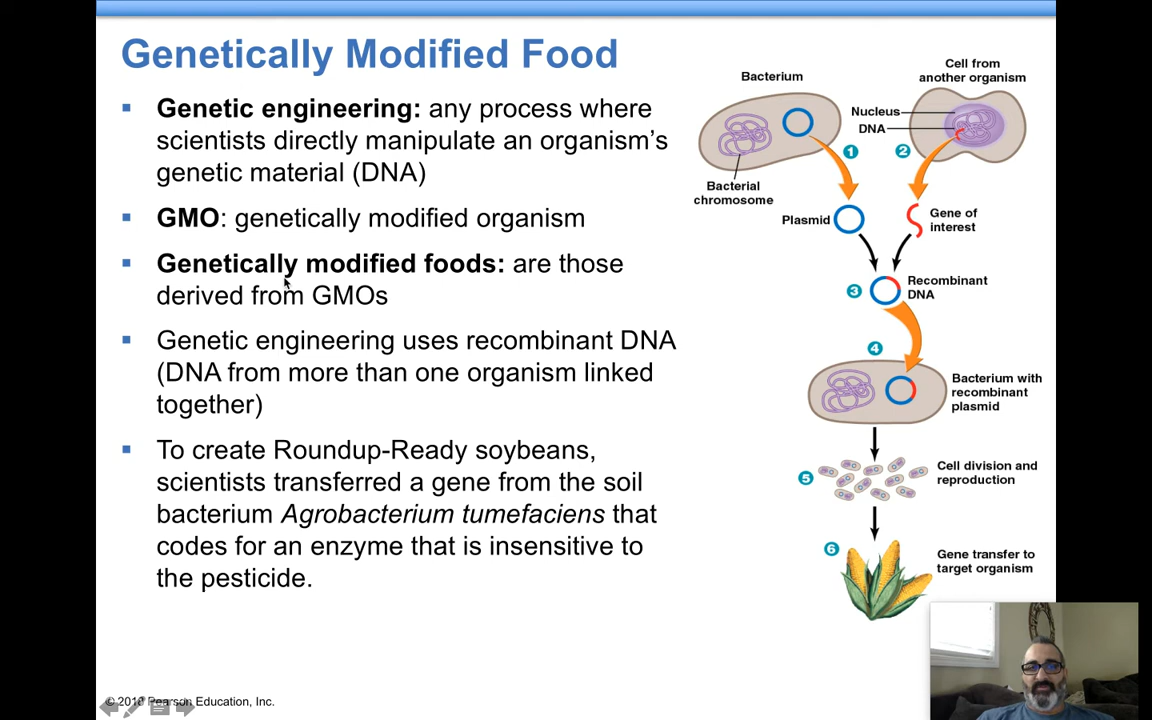 Genetically Modified Food
Genetic engineering: any process where
scientists directly manipulate an organism’s
genetic material (DNA)
GMO: genetically modified organism
Genetically modified foods: are those
derived from GMOs
Genetic engineering uses recombinant DNA
(DNA from more than one organism linked
together)
To create Roundup-Ready soybeans,
scientists transferred a gene from the soil
bacterium Agrobacterium tumefaciens that
codes for an enzyme that is insensitive to
the pesticide.
Bacterium
Cell from
another organism
Nucleus
DNA
1
2
Bacterial
chromosome
Plasmid
Gene of
interest
3
Recombinant
DNA
4
Bacterium with
recombinant
plasmid
5
Cell division and
reproduction
6
Gene transfer to
target organism
Pearson Education, Inc.